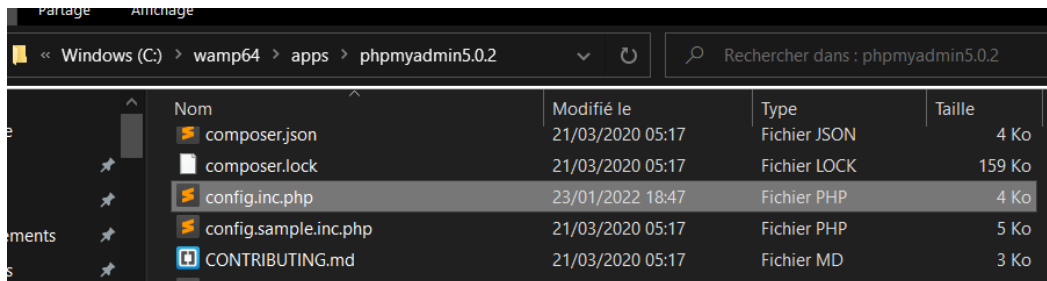 Partage Affichage
« Windows (C:) > wamp64 > apps > phpmyadmin5.0.2 Rechercher dans : phpmyadmin5.0.2
Nom Modifié le Type Taille
composer.json 21/03/2020 05:17 Fichier JSON 4 Ko
composer.lock 21/03/2020 05:17 Fichier LOCK 159 Ko
config.inc.php 23/01/2022 18:47 Fichier PHP 4 Ko
ements config.sample.inc.php 21/03/2020 05:17 Fichier PHP 5 Ko
CONTRIBUTING.md 21/03/2020 05:17 Fichier MD 3 Ko